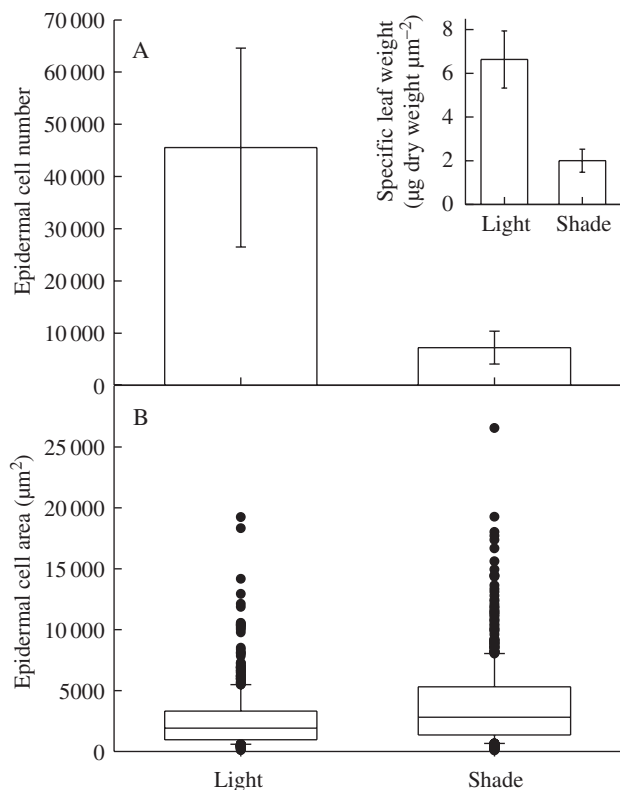 A
Epidermal cell number
70 000
60 000
50 000
40 000
30 000
20 000
10 000
0
Specific leaf weight
(µg dry weight µm−2)
8
6
4
2
0
Light Shade
B
Epidermal cell area (µm2)
25 000
20 000
15 000
10 000
5000
0
Light Shade